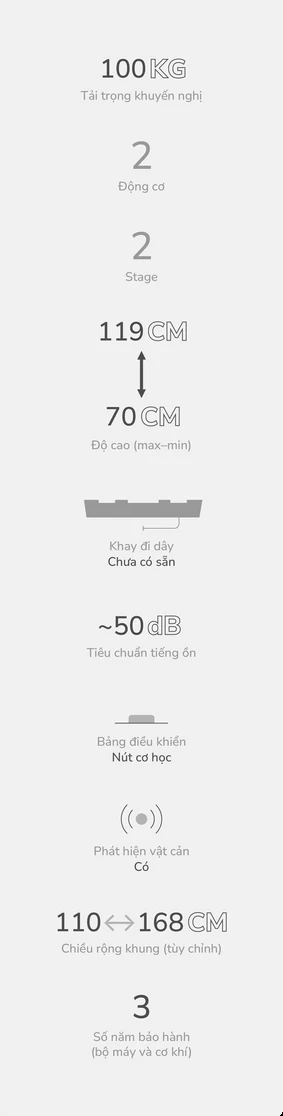 100 KG
Tải trọng khuyến nghị
2
Động cơ
2
Stage
119 CM
70 CM
Độ cao (max–min)
Khay đi dây
Chưa có sẵn
~50 dB
Tiêu chuẩn tiếng ồn
Bảng điều khiển
Nút cơ học
Phát hiện vật cản
Có
110 ↔ 168 CM
Chiều rộng khung (tùy chỉnh)
3
Số năm bảo hành
(bộ máy và cơ khí)